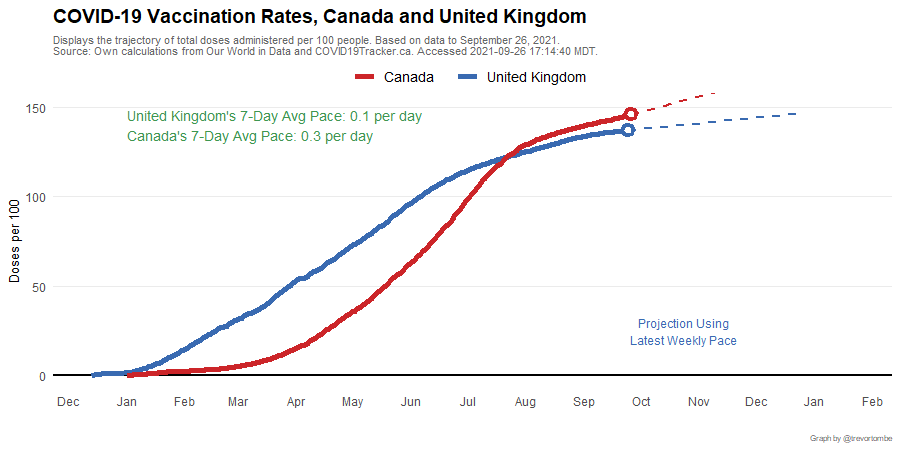 COVID-19 Vaccination Rates, Canada and United Kingdom
Displays the trajectory of total doses administered per 100 people. Based on data to September 26, 2021.
Source: Own calculations from Our World in Data and COVID19Tracker.ca. Accessed 2021-09-26 17:14:40 MDT.
Canada United Kingdom
United Kingdom's 7-Day Avg Pace: 0.1 per day
Canada's 7-Day Avg Pace: 0.3 per day
150
100
50
0
Doses per 100
Projection Using
Latest Weekly Pace
Dec Jan Feb Mar Apr May Jun Jul Aug Sep Oct Nov Dec Jan Feb
Graph by @trevortombe